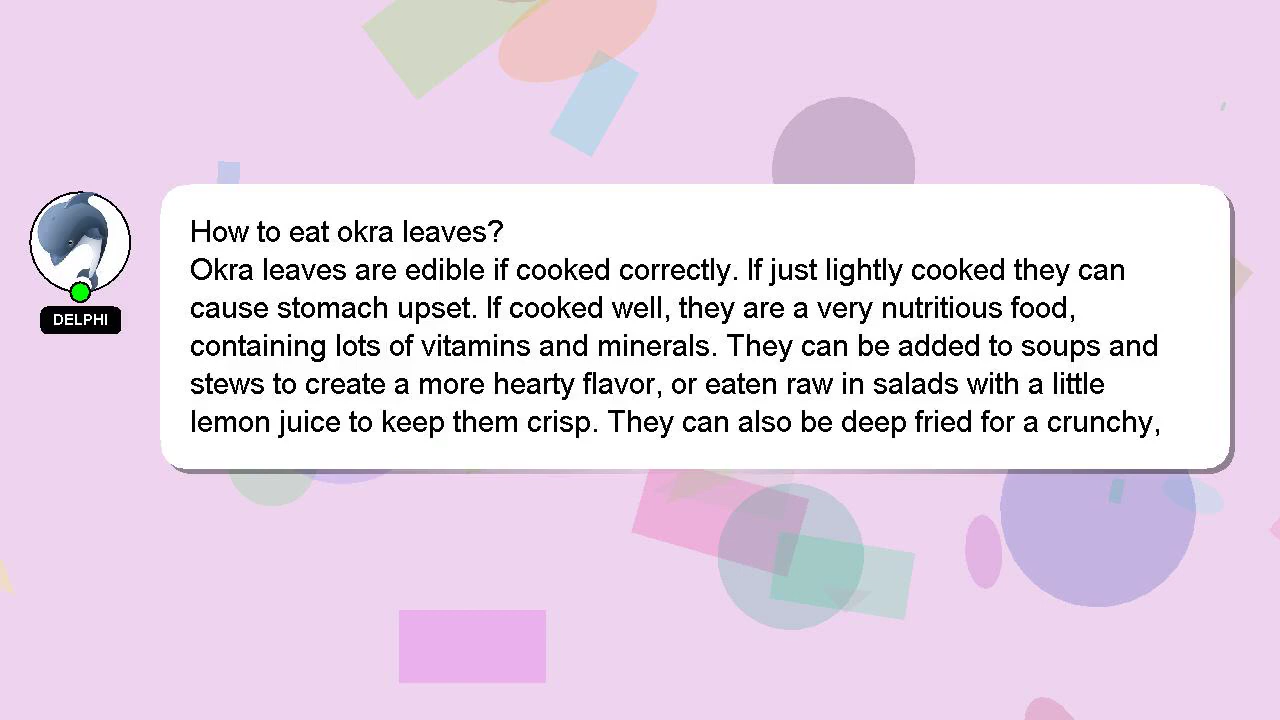 How to eat okra leaves?
Okra leaves are edible if cooked correctly. If just lightly cooked they can
cause stomach upset. If cooked well, they are a very nutritious food,
containing lots of vitamins and minerals. They can be added to soups and
stews to create a more hearty flavor, or eaten raw in salads with a little
lemon juice to keep them crisp. They can also be deep fried for a crunchy,
DELPHI